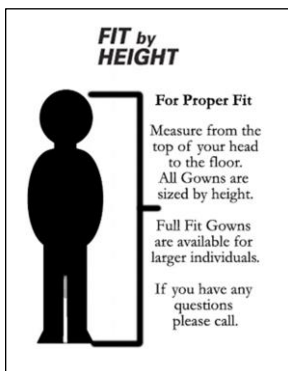 FIT by
HEIGHT
For Proper Fit
Measure from the
top of your head
to the floor.
All Gowns are
sized by height.
Full Fit Gowns
are available for
larger individuals.
If you have any
questions
please call.